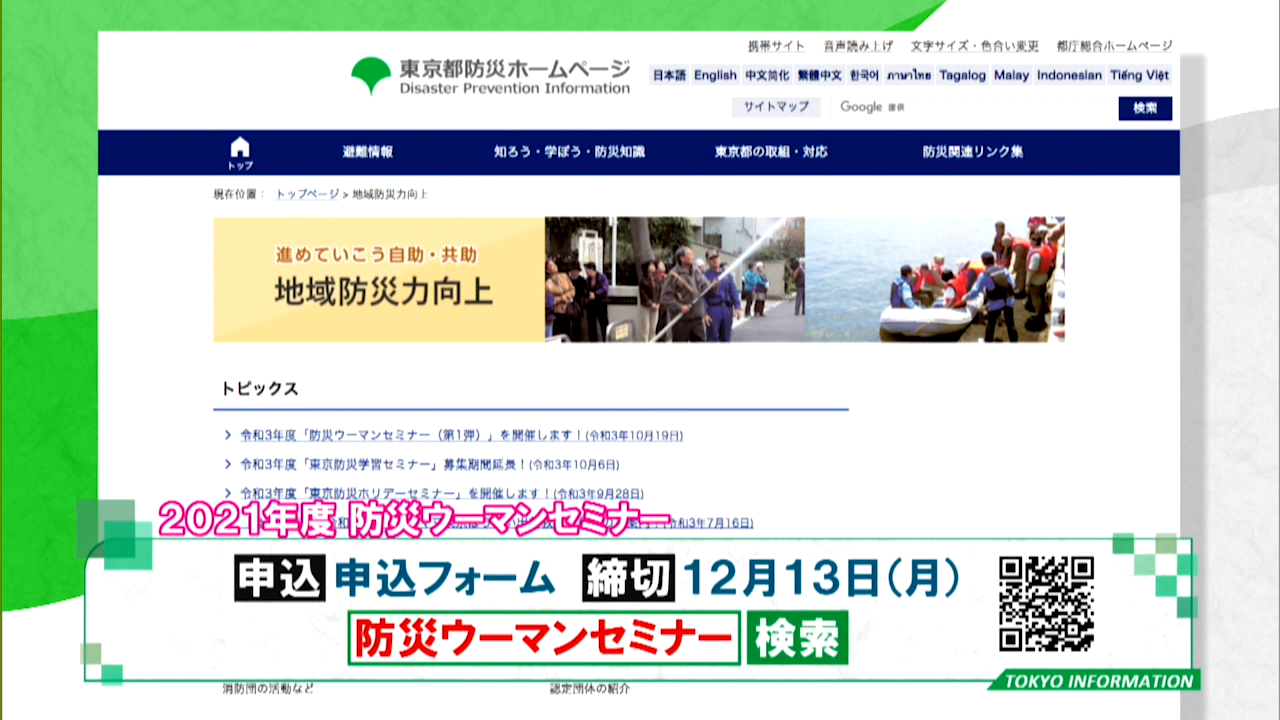 携帯サイト 音声読み上げ 文字サイズ・色合い変更 都庁総合ホームページ
東京都防災ホームページ
Disaster Prevention Information
日本語 English 中文简化 繁體中文 한국어 ภาษาไทย Tagalog Malay Indonesian Tiếng Việt
サイトマップ Google 提供 検索
トップ 避難情報 知ろう・学ぼう・防災知識 東京都の取組・対応 防災関連リンク集
現在位置： トップページ > 地域防災力向上
進めていこう自助・共助
地域防災力向上
トピックス
令和3年度「防災ウーマンセミナー（第1弾）」を開催します！(令和3年10月19日)
令和3年度「東京防災学習セミナー」募集期間延長！(令和3年10月6日)
令和3年度「東京防災ホリデーセミナー」を開催します！(令和3年9月28日)
(令和3年7月16日)
2021年度 防災ウーマンセミナー
申込 申込フォーム 締切 12月13日(月)
防災ウーマンセミナー 検索
TOKYO INFORMATION
消防団の活動など 認定団体の紹介